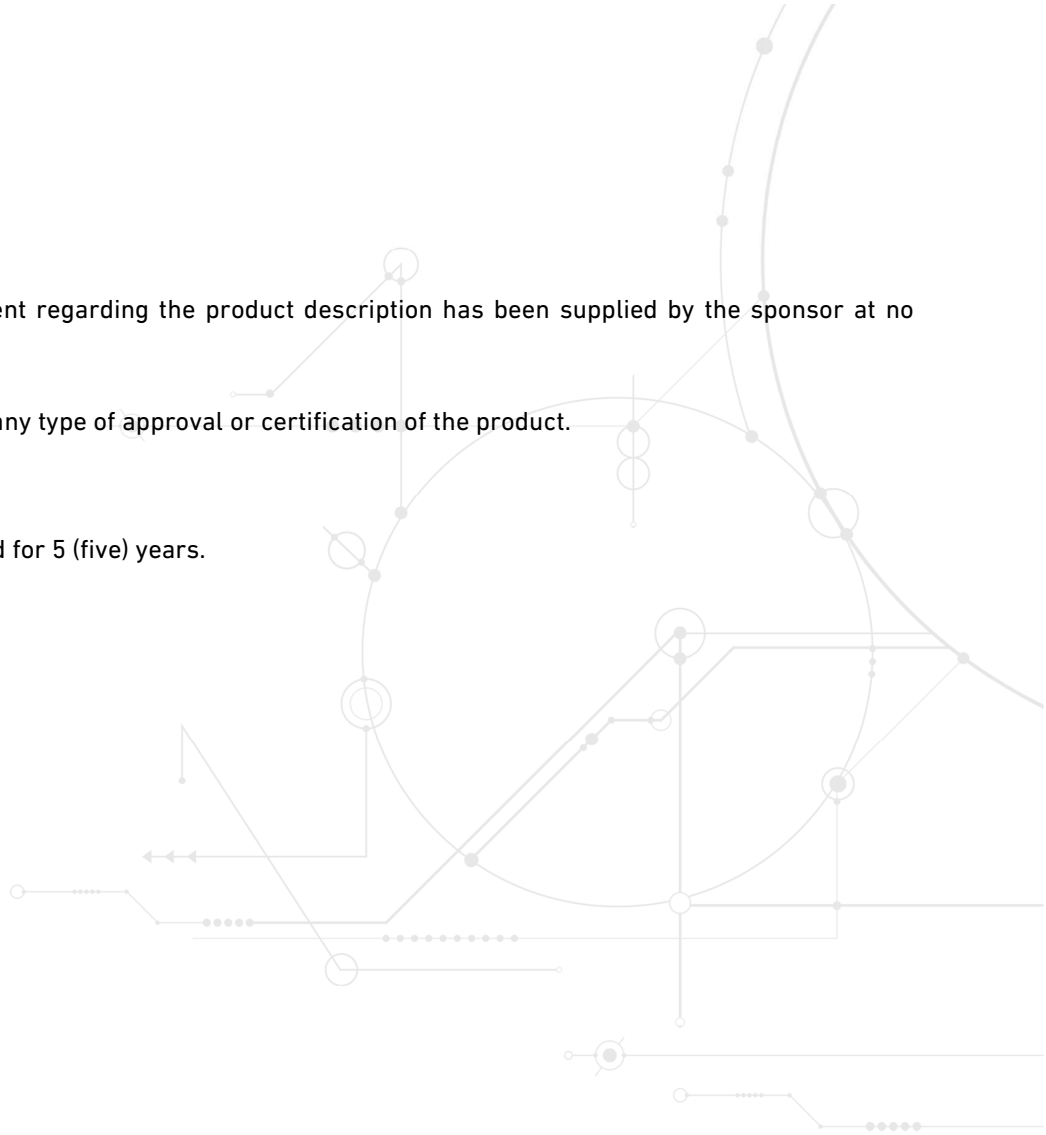 ent regarding the product description has been supplied by the sponsor at no
any type of approval or certification of the product.
d for 5 (five) years.